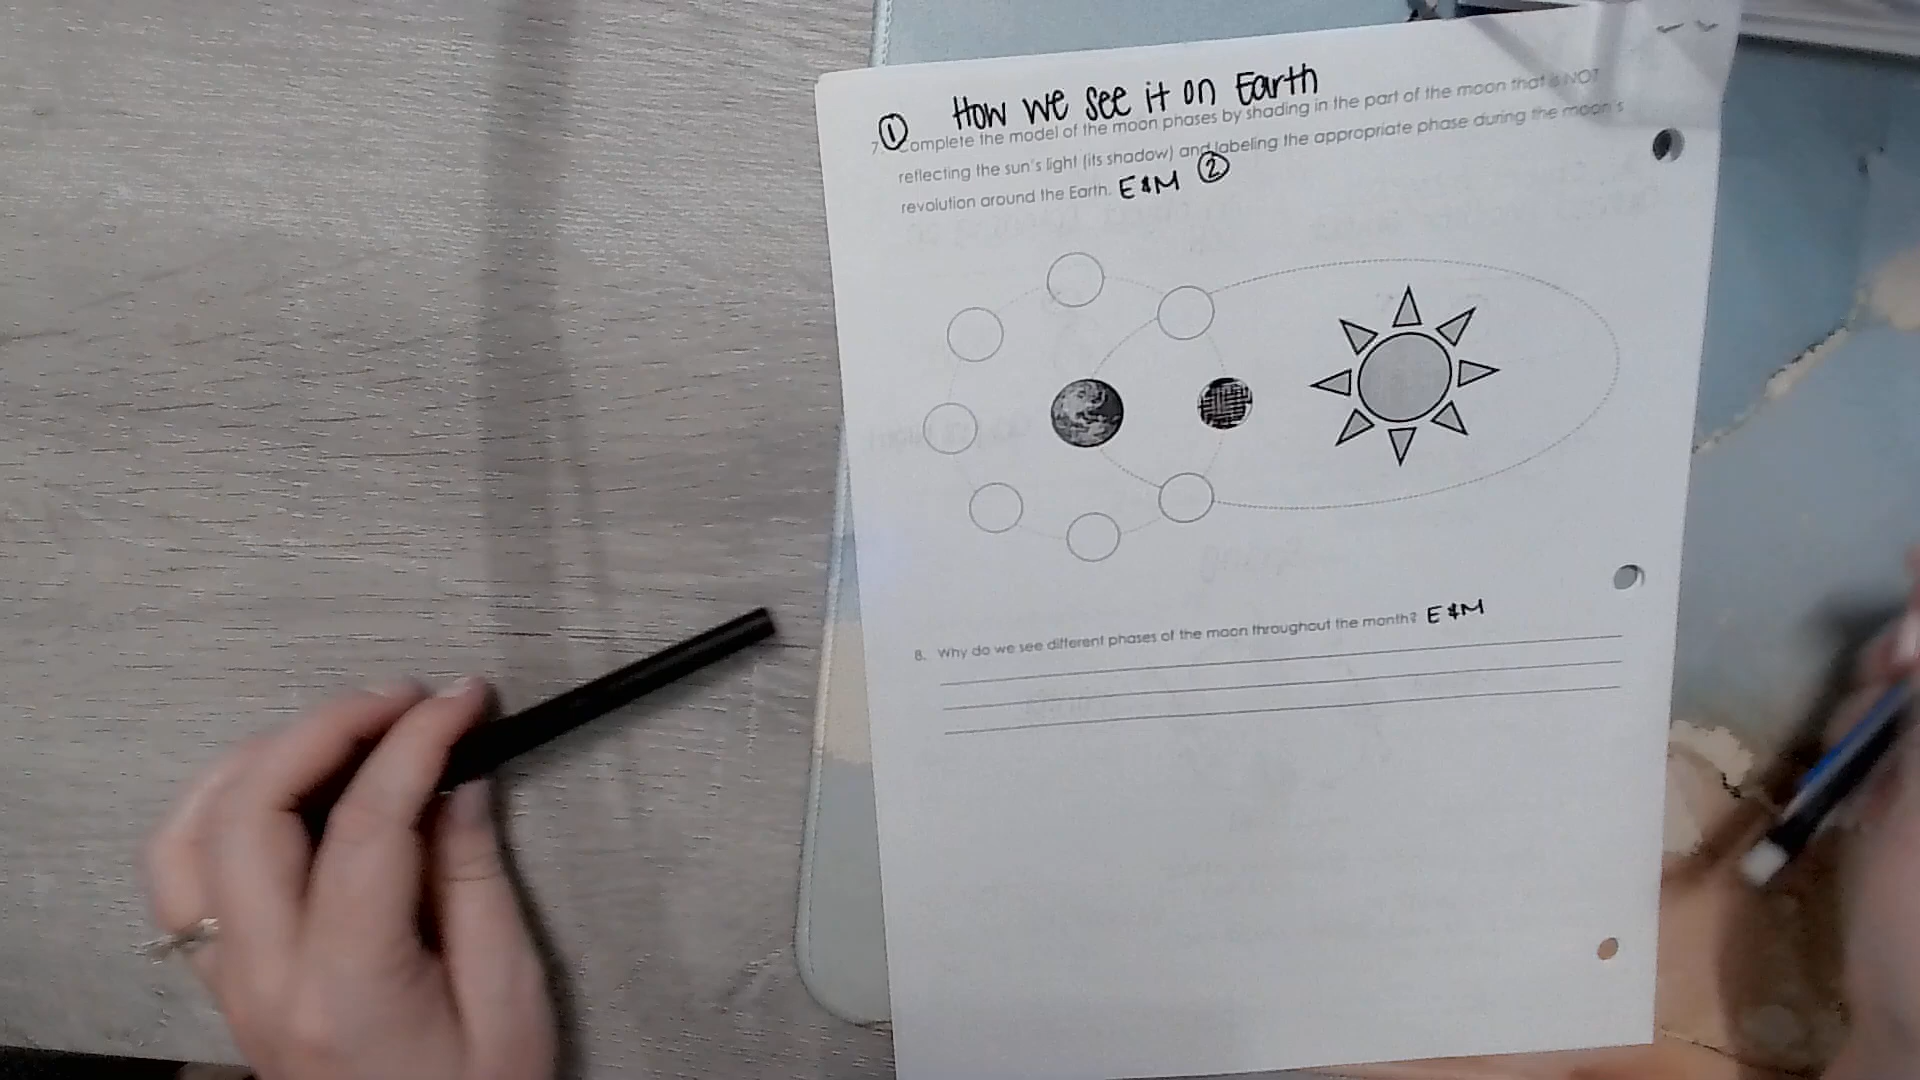 ① How we see it on Earth
7. Complete the model of the moon phases by shading in the part of the moon that is NOT
reflecting the sun's light (its shadow) and labeling the appropriate phase during the moon's
revolution around the Earth. E&M ②
8. Why do we see different phases of the moon throughout the month? E&M